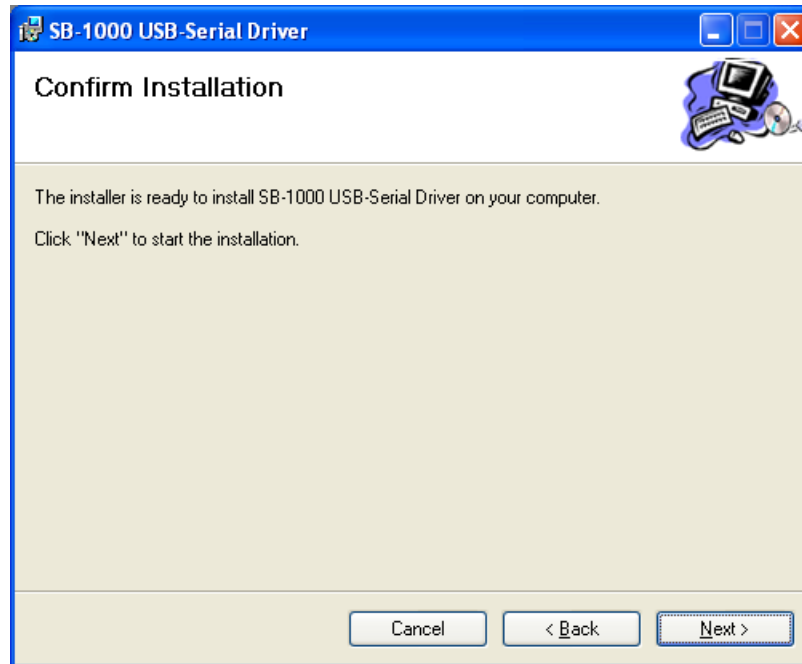 SB-1000 USB-Serial Driver
Confirm Installation
The installer is ready to install SB-1000 USB-Serial Driver on your computer.
Click "Next" to start the installation.
Cancel
< Back
Next >